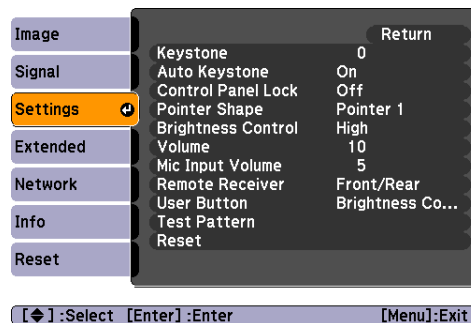 Image
Signal
Settings
Extended
Network
Info
Reset
Return
Keystone 0
Auto Keystone On
Control Panel Lock Off
Pointer Shape Pointer 1
Brightness Control High
Volume 10
Mic Input Volume 5
Remote Receiver Front/Rear
User Button Brightness Co...
Test Pattern
Reset
[◆] :Select [Enter] :Enter [Menu]:Exit